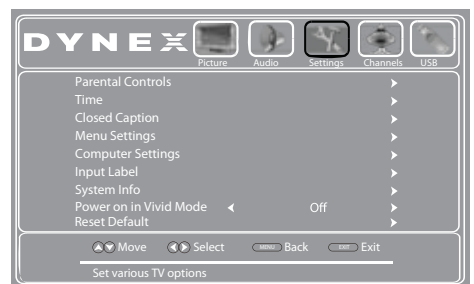 DYNEX
Picture Audio Settings Channels USB
Parental Controls
Time
Closed Caption
Menu Settings
Computer Settings
Input Label
System Info
Power on in Vivid Mode Off
Reset Default
Move Select MENU Back EXIT Exit
Set various TV options